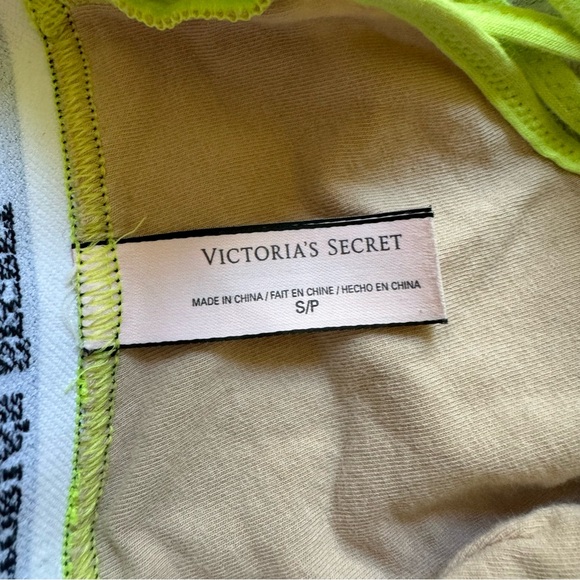 VICTORIA'S SECRET
MADE IN CHINA / FAIT EN CHINE / HECHO EN CHINA
S/P